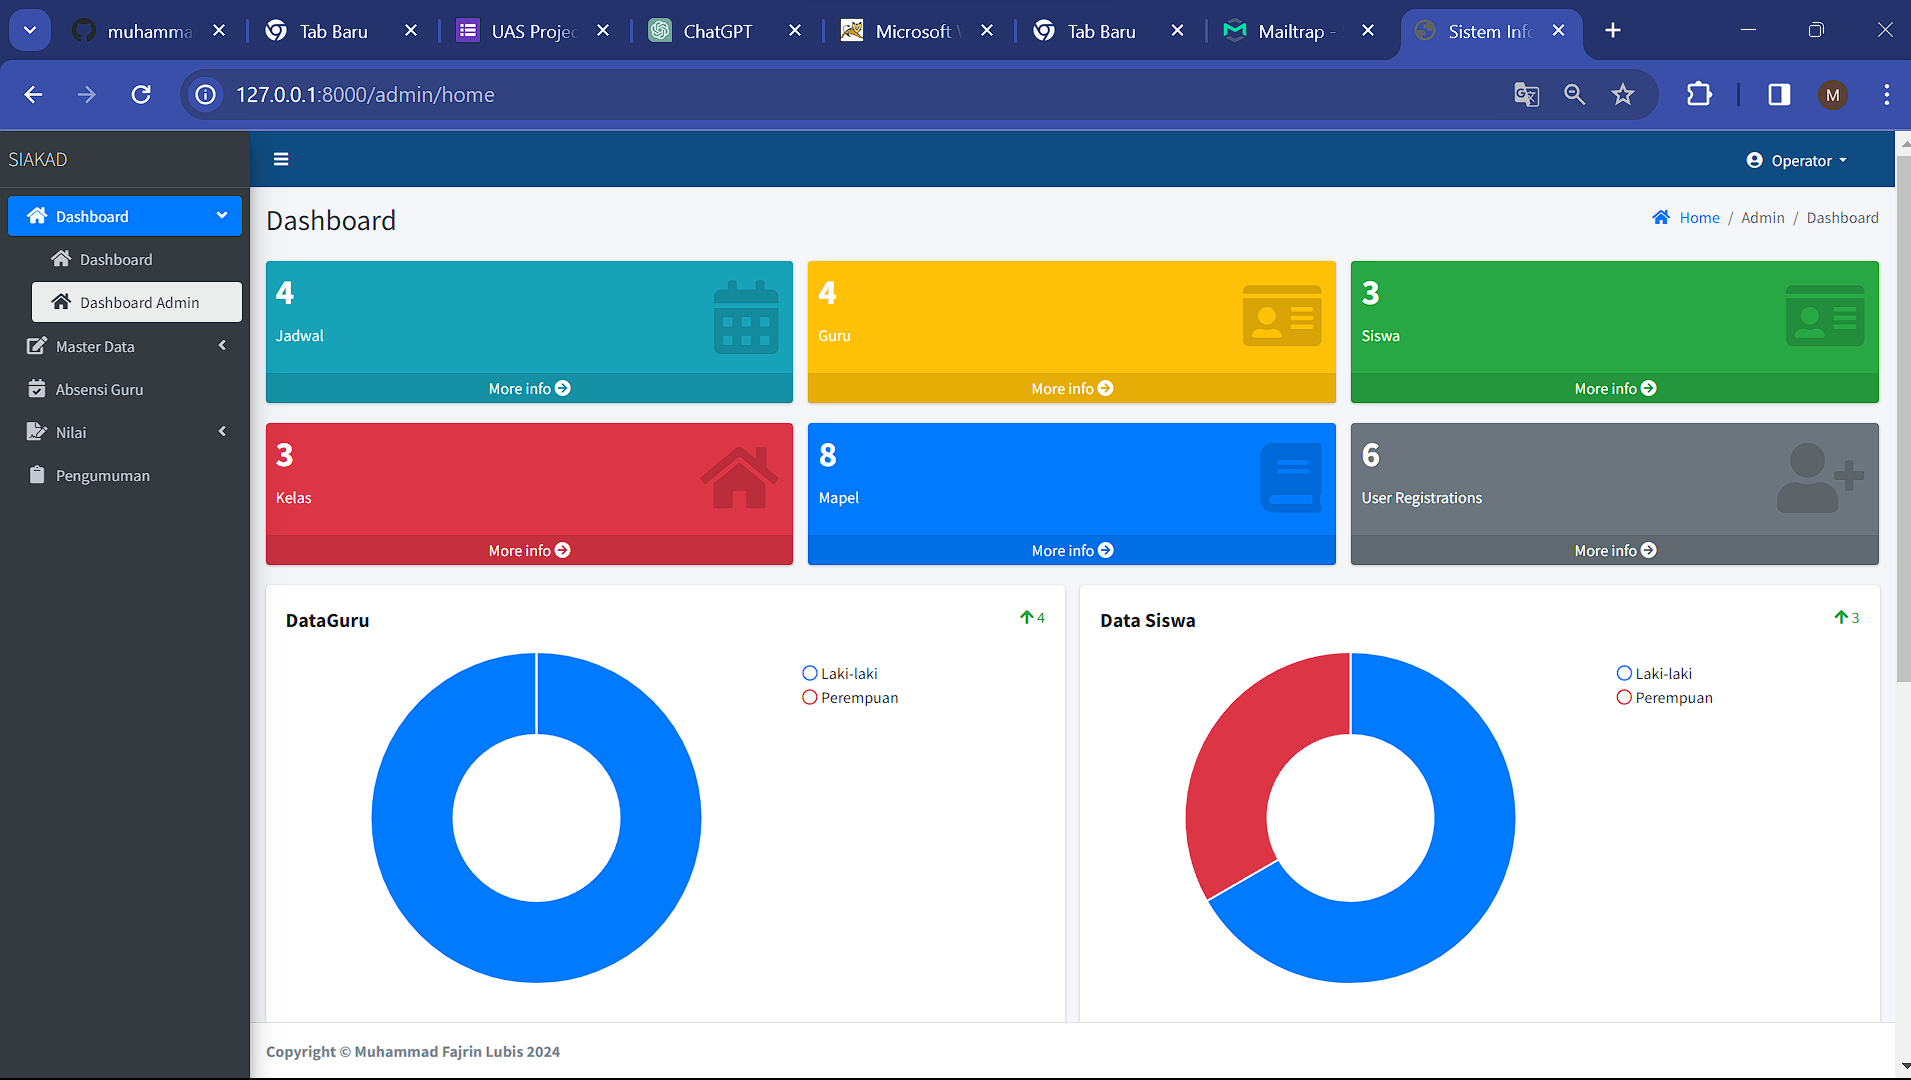 muhamma
Tab Baru
UAS Projec
ChatGPT
Microsoft
Tab Baru
Mailtrap -
Sistem Info
127.0.0.1:8000/admin/home
M
SIAKAD
Operator
Dashboard
Dashboard
Dashboard Admin
Master Data
Absensi Guru
Nilai
Pengumuman
Dashboard
Home / Admin / Dashboard
4
Jadwal
More info
4
Guru
More info
3
Siswa
More info
3
Kelas
More info
8
Mapel
More info
6
User Registrations
More info
DataGuru
4
Laki-laki
Perempuan
Data Siswa
3
Laki-laki
Perempuan
Copyright © Muhammad Fajrin Lubis 2024